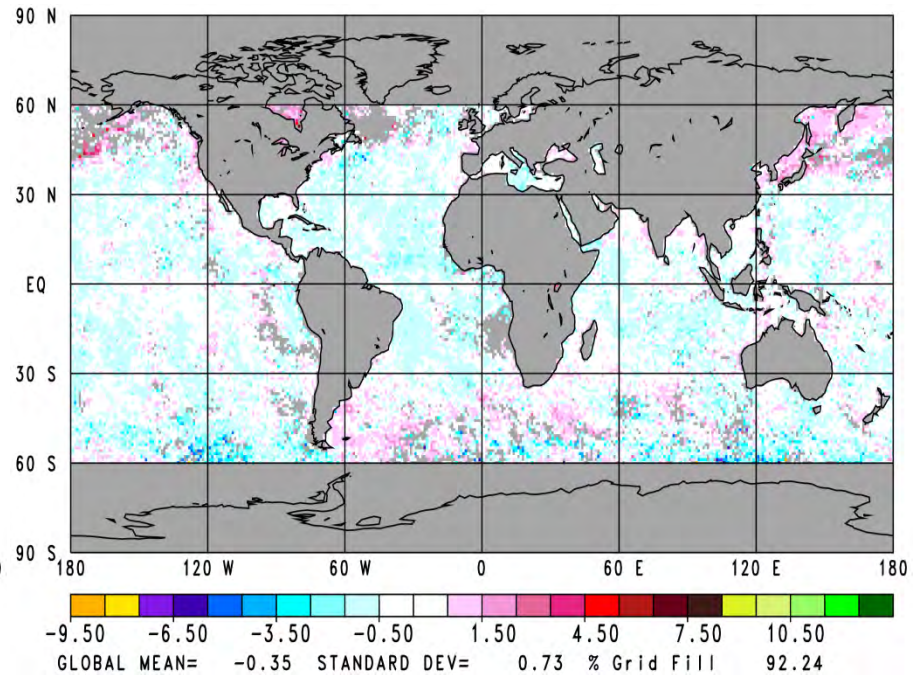 90 N
60 N
30 N
EQ
30 S
60 S
90 S
180 120 W 60 W 0 60 E 120 E 180
-9.50 -6.50 -3.50 -0.50 1.50 4.50 7.50 10.50
GLOBAL MEAN= -0.35 STANDARD DEV= 0.73 % Grid Fill 92.24